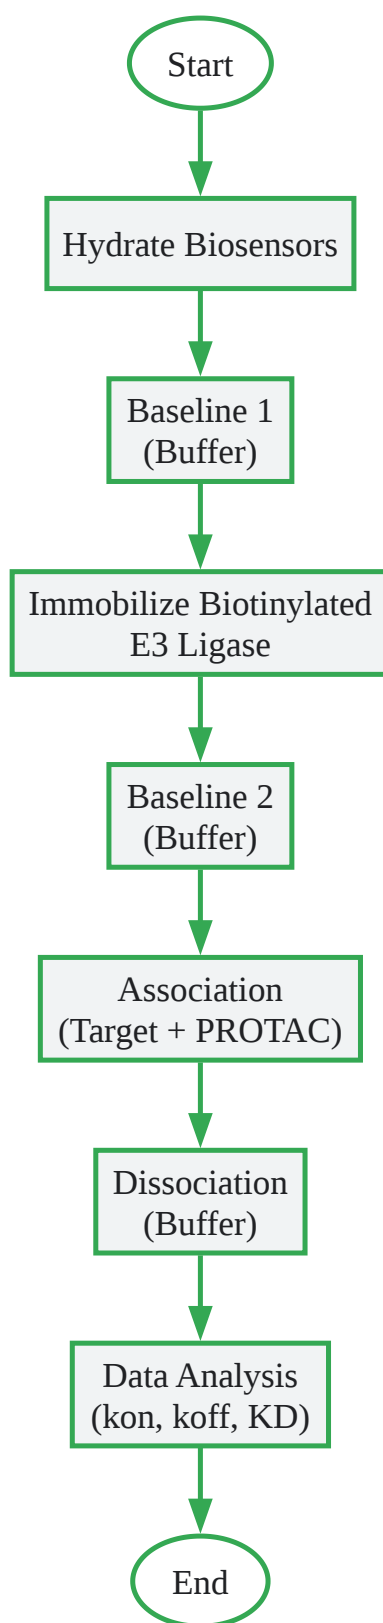 Start
Hydrate Biosensors
Baseline 1
(Buffer)
Immobilize Biotinylated
E3 Ligase
Baseline 2
(Buffer)
Association
(Target + PROTAC)
Dissociation
(Buffer)
Data Analysis
(kon, koff, KD)
End